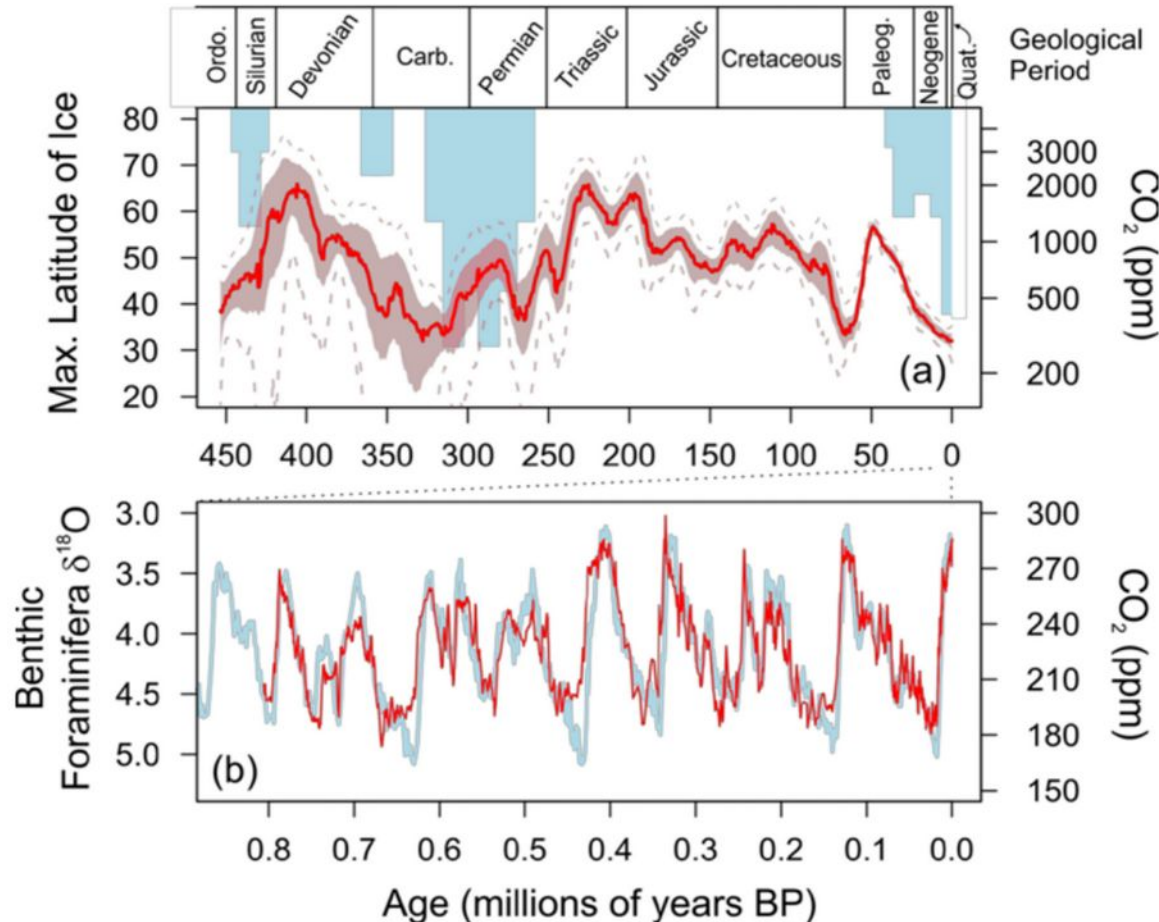 Ordo.
Silurian
Devonian
Carb.
Permian
Triassic
Jurassic
Cretaceous
Paleog.
Neogene
Quat.
Geological
Period
Max. Latitude of Ice
80
70
60
50
40
30
20
3000
2000
1000
500
200
CO₂ (ppm)
(a)
450 400 350 300 250 200 150 100 50 0
Benthic
Foraminifera δ¹⁸O
3.0
3.5
4.0
4.5
5.0
300
270
240
210
180
150
CO₂ (ppm)
(b)
0.8 0.7 0.6 0.5 0.4 0.3 0.2 0.1 0.0
Age (millions of years BP)